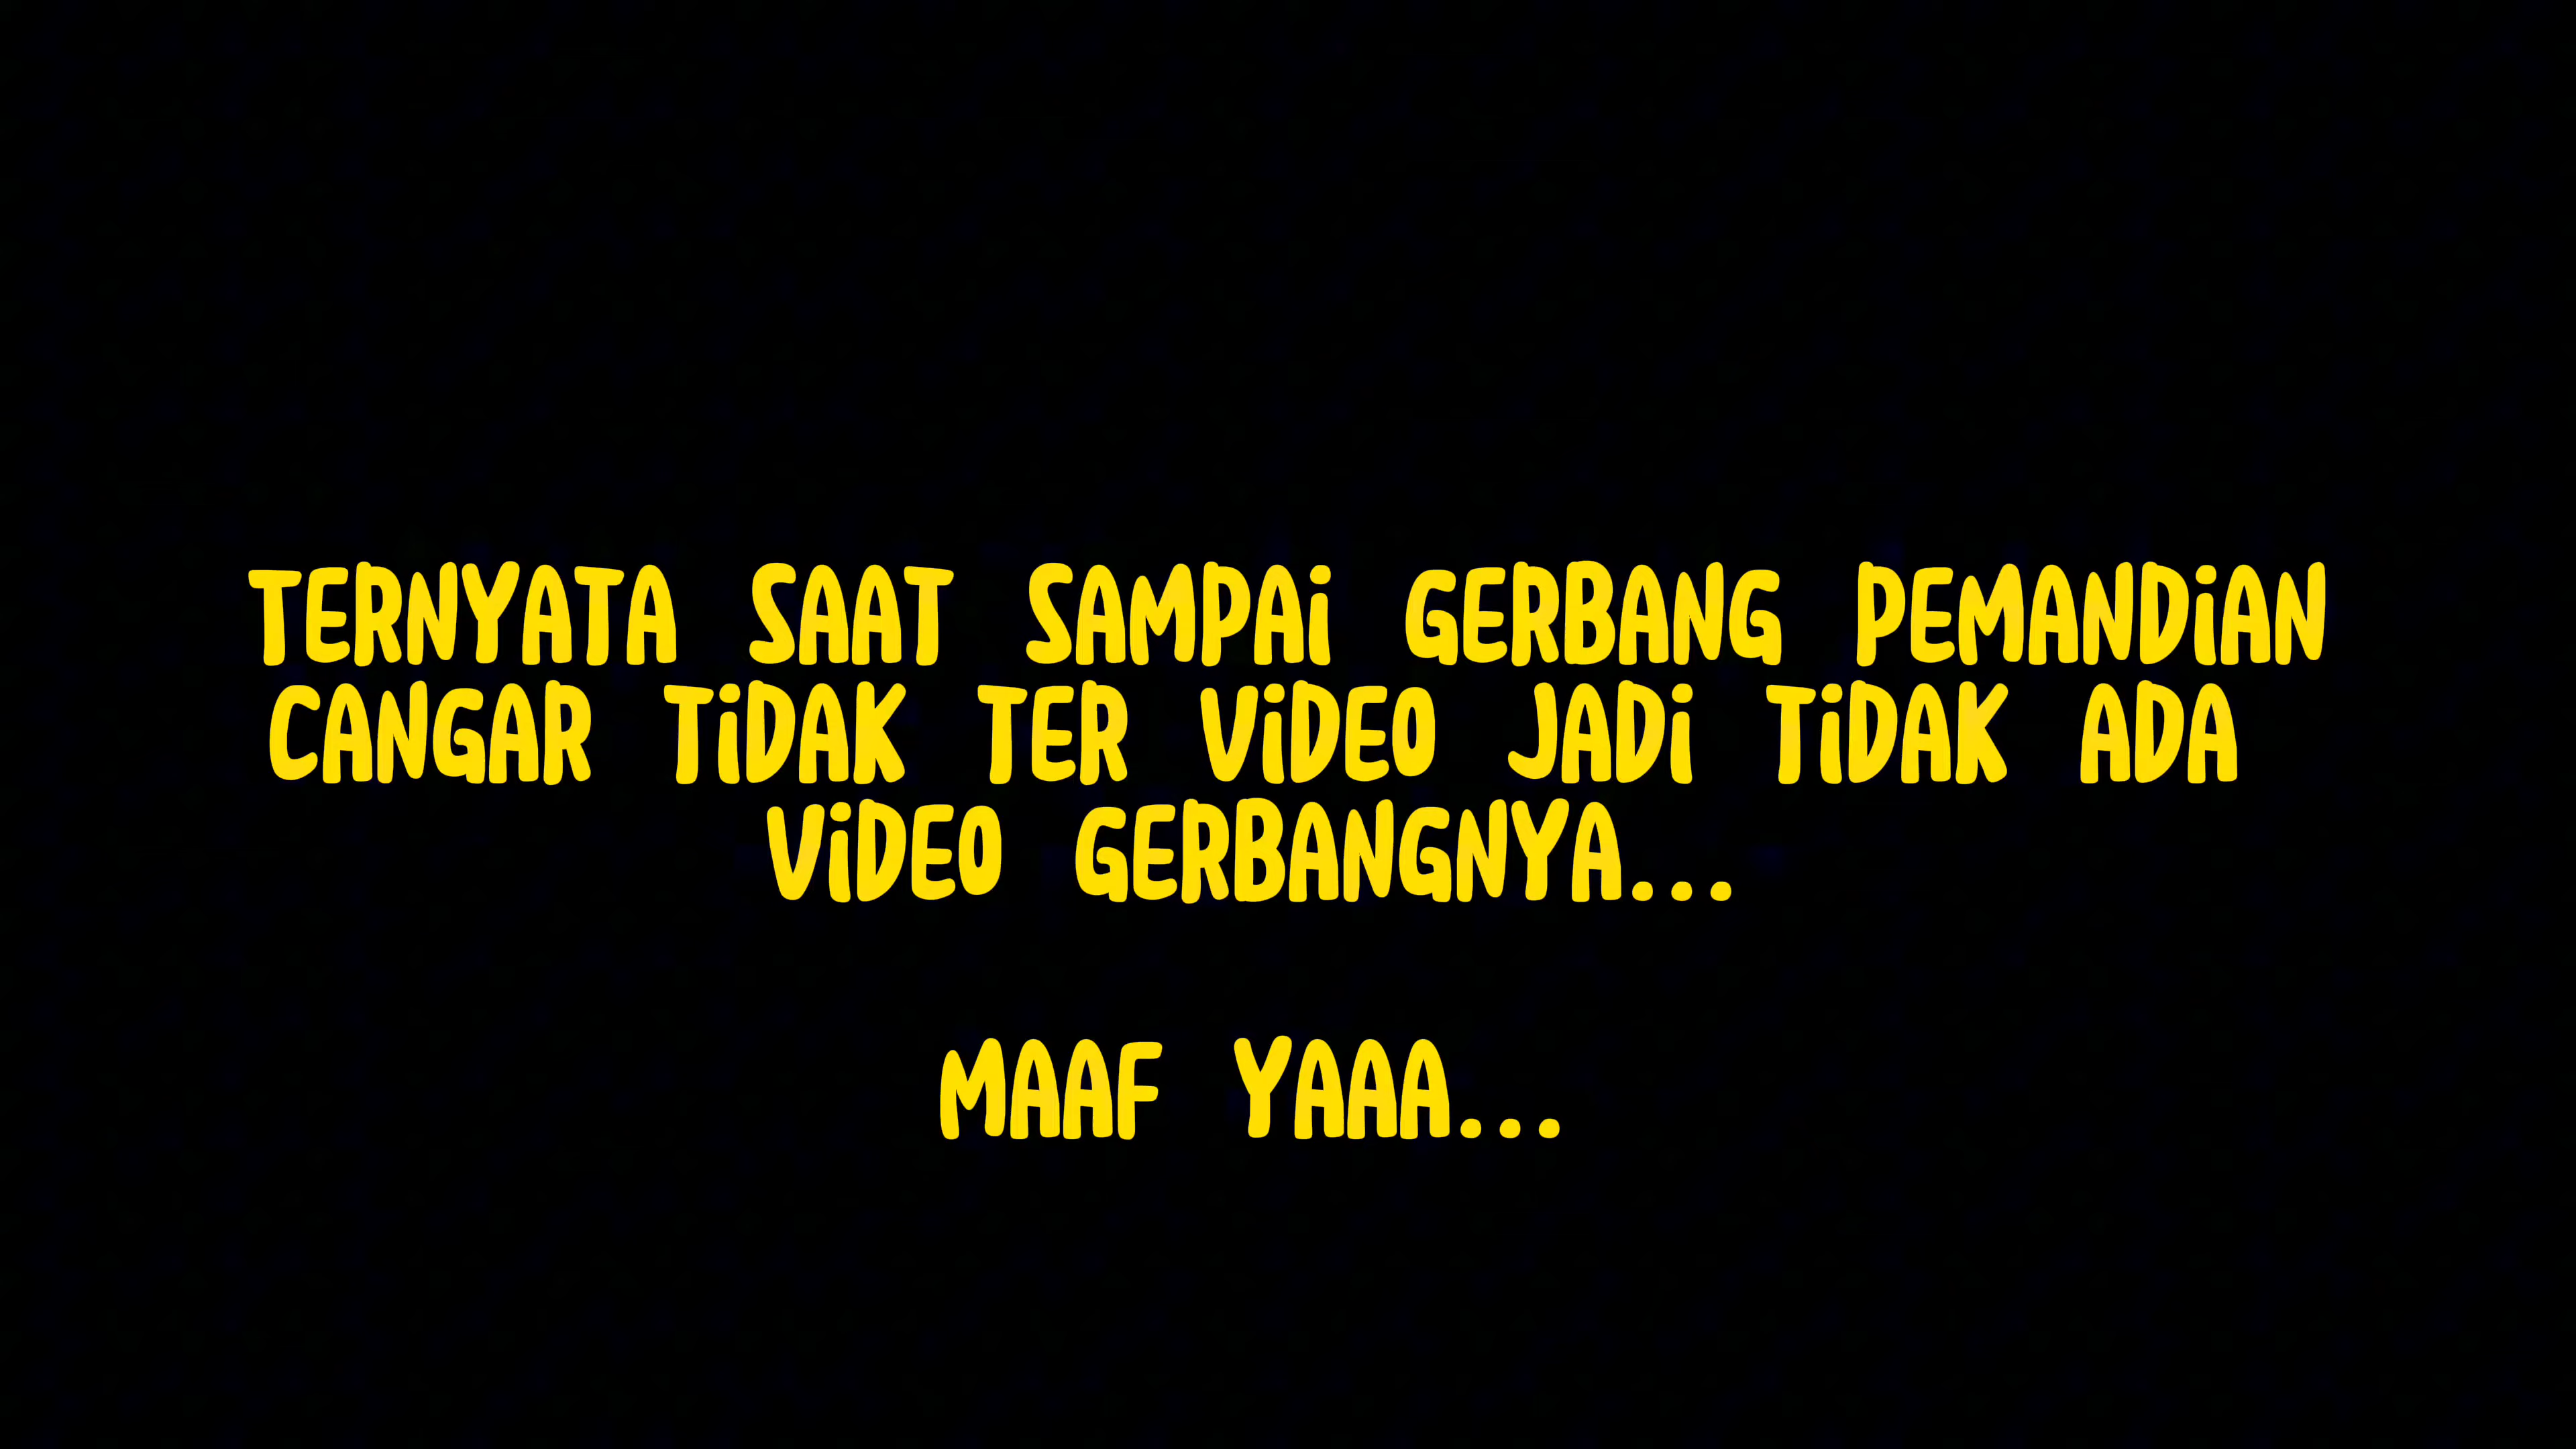 TERNYATA SAAT SAMPAi GERBANG PEMANDiAN
CANGAR TiDAK TER ViDEO JADi TiDAK ADA
ViDEO GERBANGNYA...
MAAF YAAA...